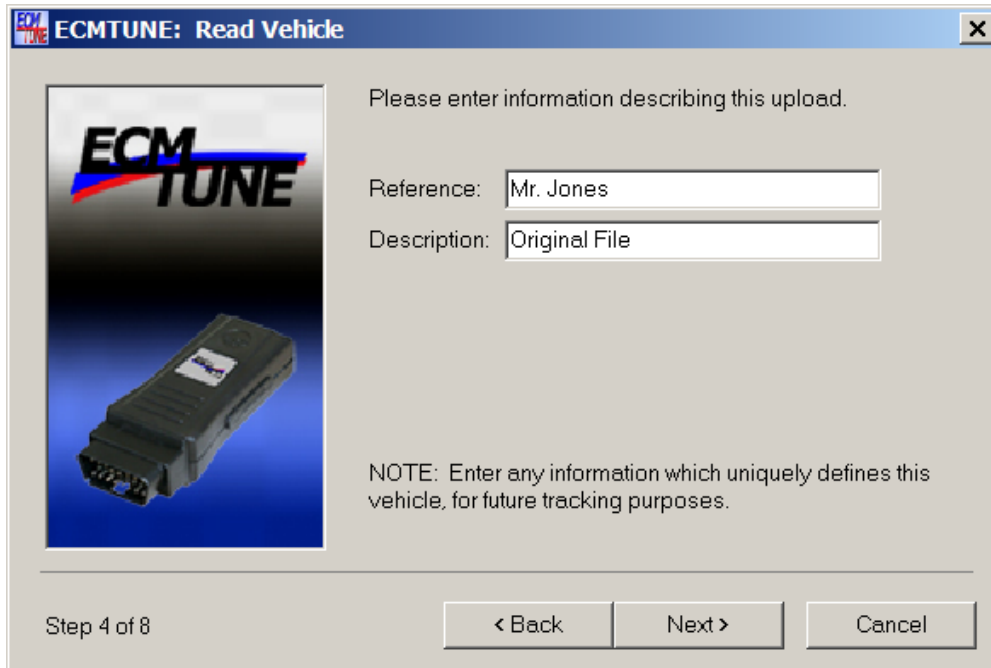 ECMTUNE: Read Vehicle
ECM
TUNE
Please enter information describing this upload.
Reference: Mr. Jones
Description: Original File
NOTE: Enter any information which uniquely defines this
vehicle, for future tracking purposes.
Step 4 of 8
< Back
Next >
Cancel